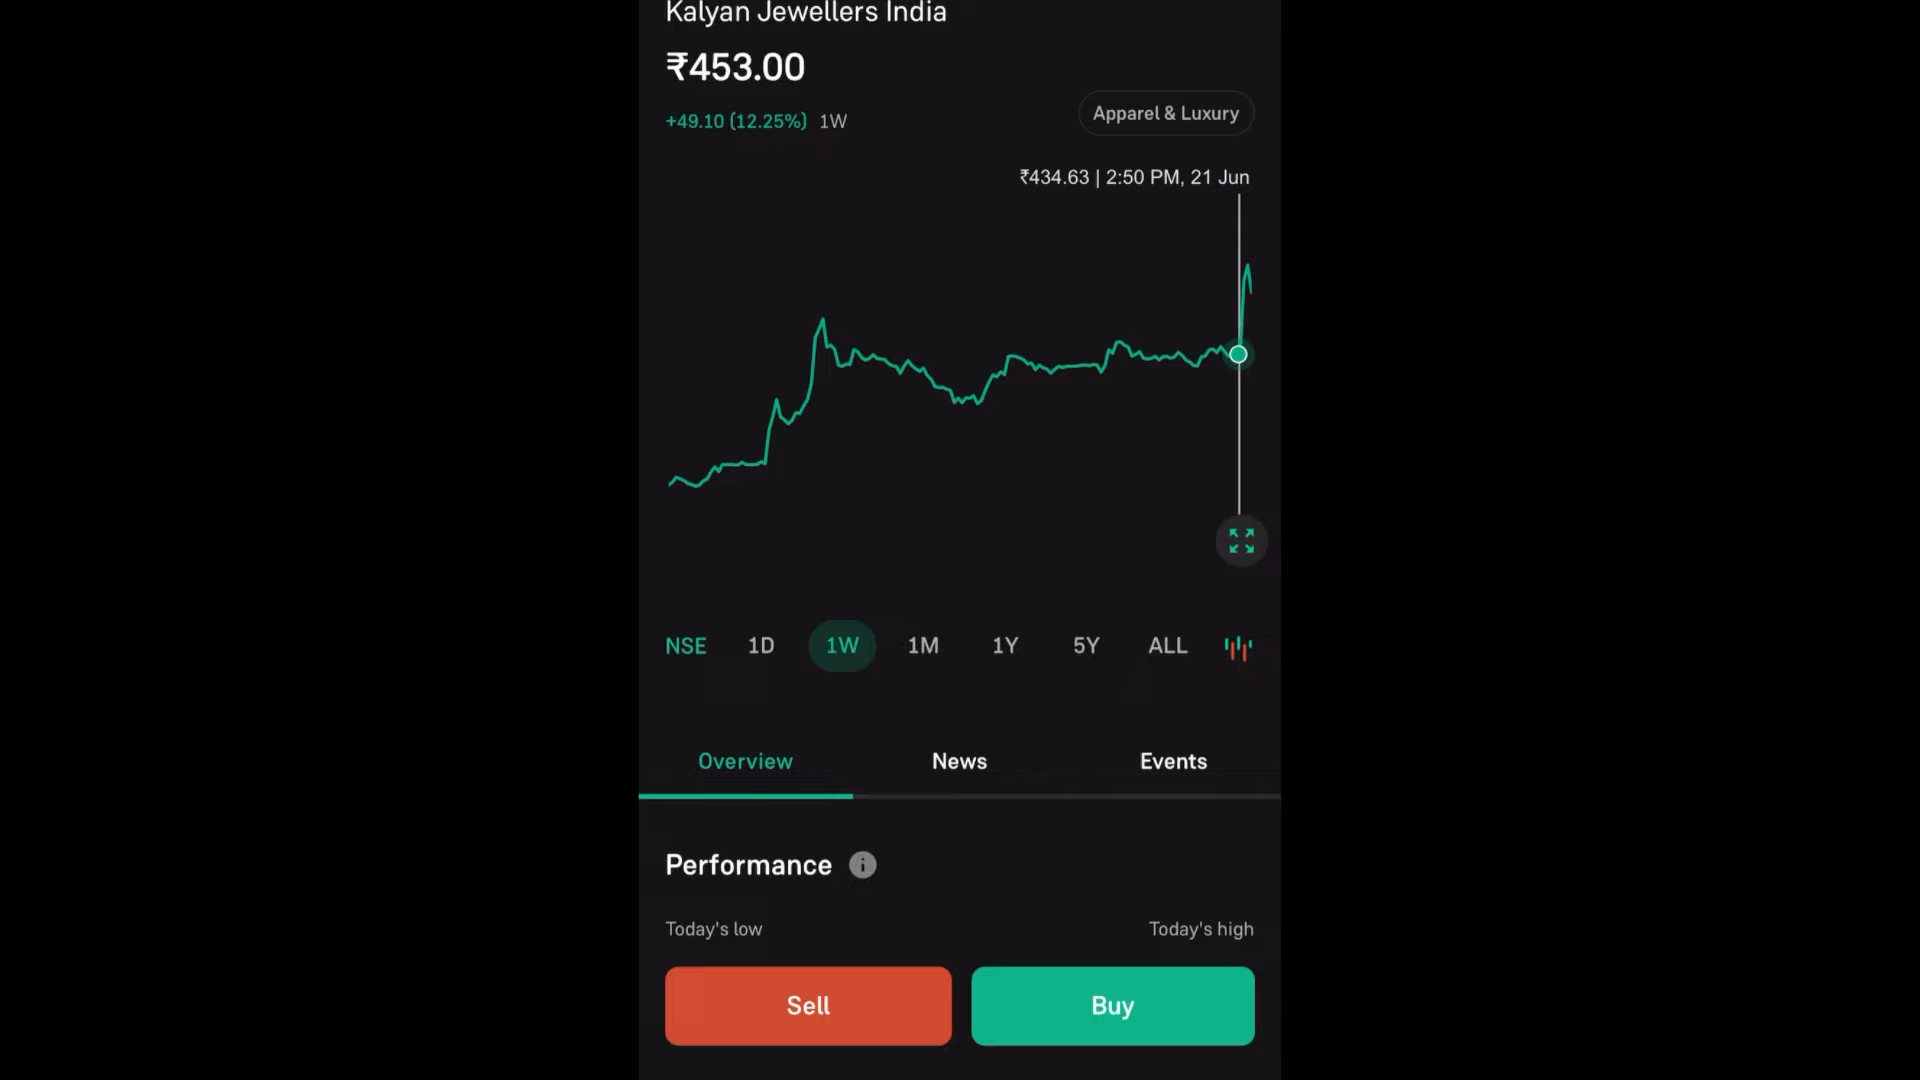 Kalyan Jewellers India
₹453.00
+49.10 (12.25%) 1W
Apparel & Luxury
₹434.63 | 2:50 PM, 21 Jun
NSE 1D 1W 1M 1Y 5Y ALL
Overview News Events
Performance i
Today's low Today's high
Sell Buy